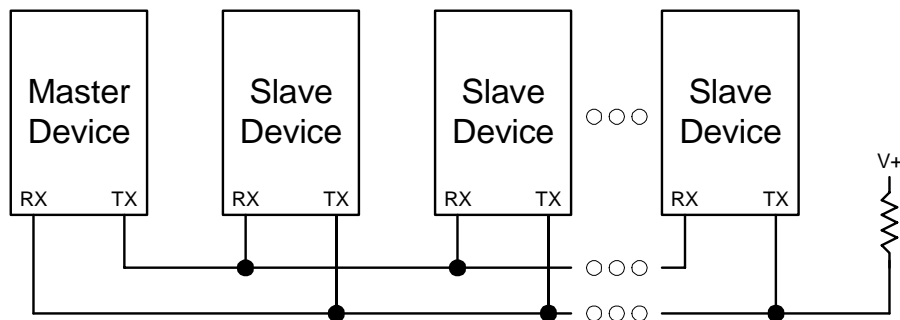 Master
Device
Slave
Device
Slave
Device
Slave
Device
RX TX
RX TX
RX TX
RX TX
V+